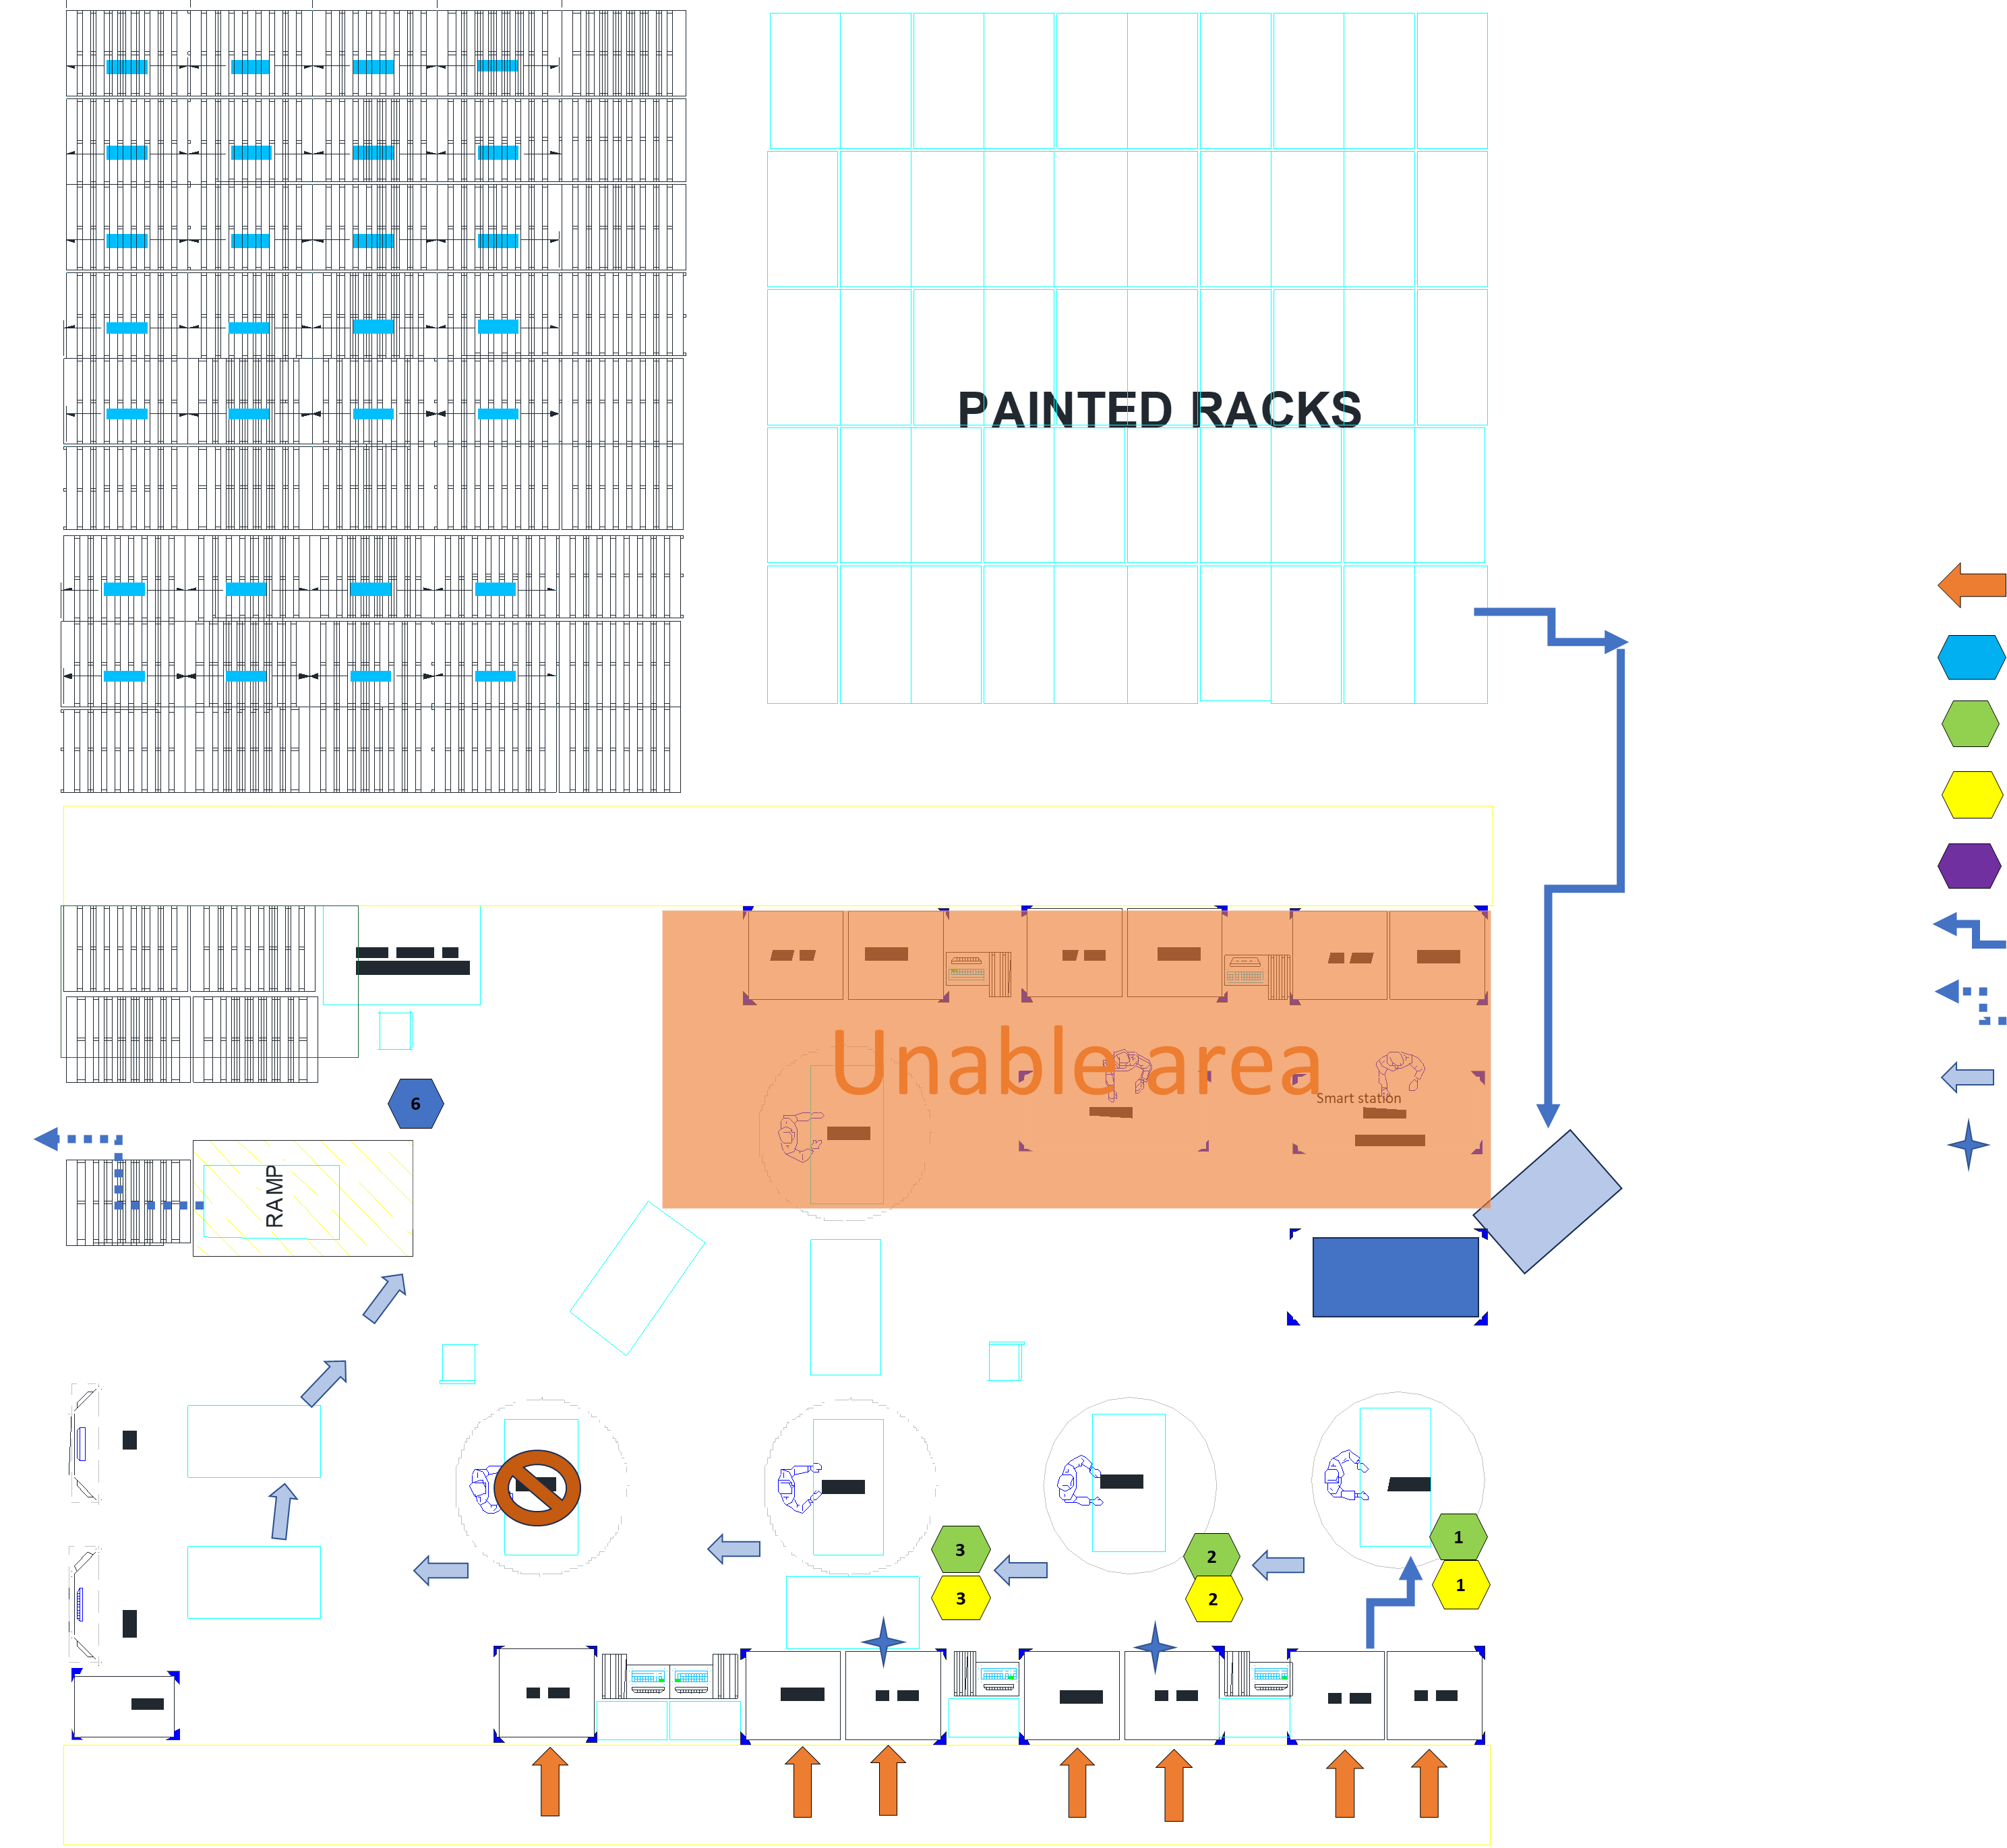 PAINTED RACKS
Unable area
Smart station
6
RAMP
1
1
2
2
3
3